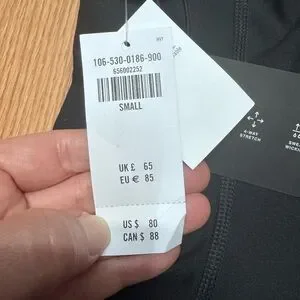 106-530-0186-900
656902252
SMALL
UK £ 65
EU € 85
US $ 80
CAN $ 88
4-WAY
STRETCH